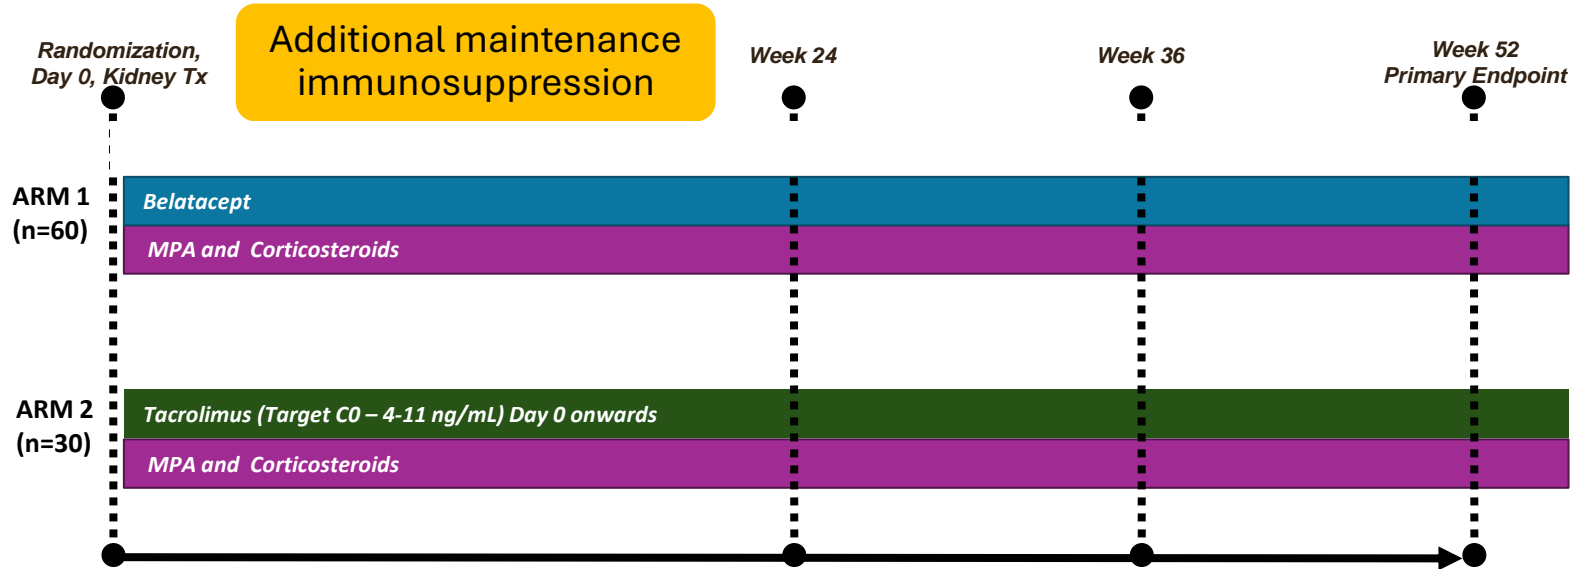 Randomization,
Day 0, Kidney Tx
Additional maintenance
immunosuppression
Week 24
Week 36
Week 52
Primary Endpoint
ARM 1
(n=60)
Belatacept
MPA and  Corticosteroids
ARM 2
(n=30)
Tacrolimus (Target C0 – 4-11 ng/mL) Day 0 onwards
MPA and  Corticosteroids